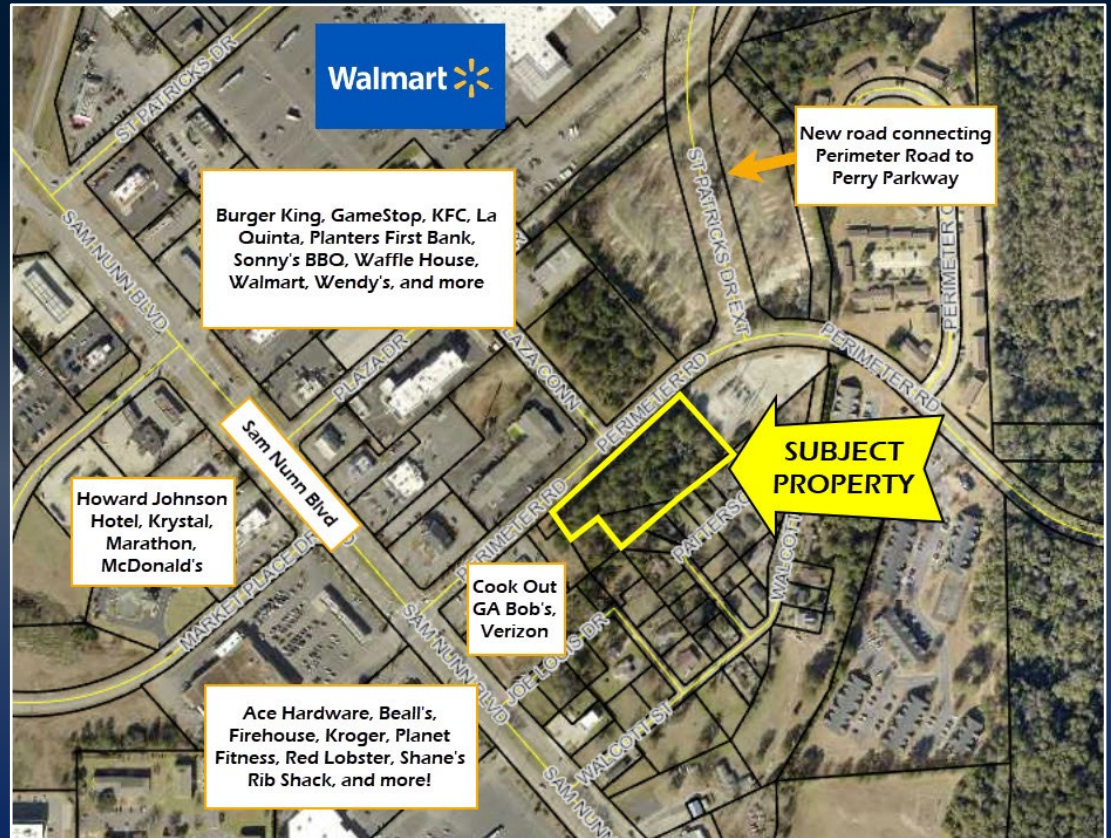 Walmart
ST PATRICKS DR
New road connecting
Perimeter Road to
Perry Parkway
Burger King, GameStop, KFC, La
Quinta, Planters First Bank,
Sonny's BBQ, Waffle House,
Walmart, Wendy's, and more
ST PATRICKS DR EXT
SAM NUNN BLVD
PLAZA DR
PERIMETER RD
PERIMETER RD
PERIMETER
SUBJECT
PROPERTY
Sam Nunn Blvd
Howard Johnson
Hotel, Krystal,
Marathon,
McDonald's
PERIMETER RD
MARKET PLACE DR
Cook Out
GA Bob's,
Verizon
SAM NUNN BLVD
JOE LOUIS DR
WALCOTT ST
Ace Hardware, Beall's,
Firehouse, Kroger, Planet
Fitness, Red Lobster, Shane's
Rib Shack, and more!
SAM NUNN